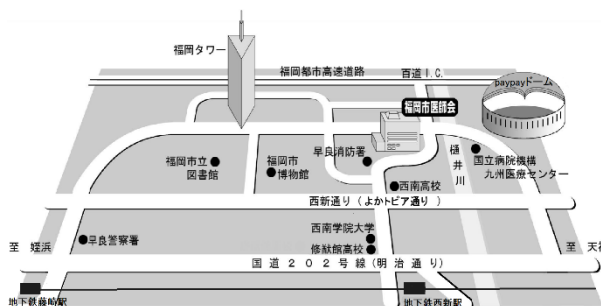 福岡タワー
福岡都市高速道路
百道I.C.
paypayドーム
福岡市医師会
福岡市立
図書館
福岡市
博物館
早良消防署
樋井川
国立病院機構
九州医療センター
西南高校
西新通り(よかトピア通り)
至 姪浜
早良警察署
西南学院大学
修猷館高校
至 天神
国道202号線(明治通り)
地下鉄藤崎駅
地下鉄西新駅